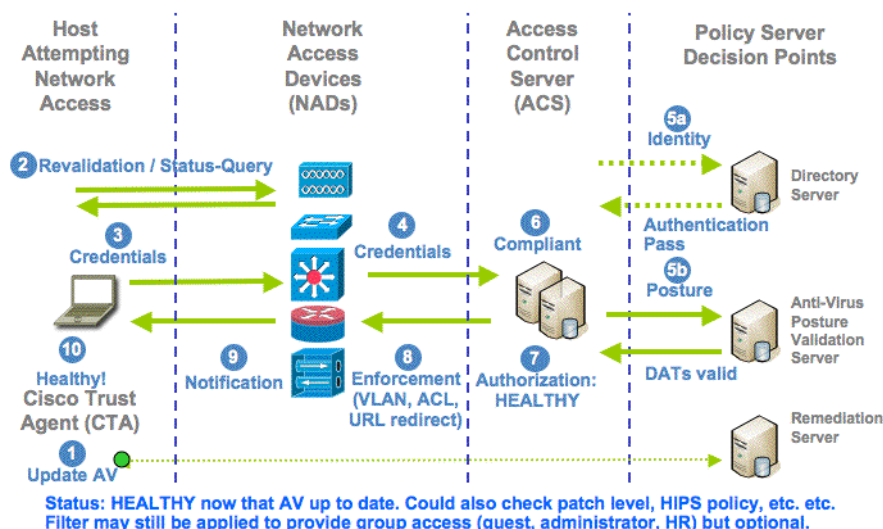 Host
Attempting
Network
Access
Network
Access
Devices
(NADs)
Access
Control
Server
(ACS)
Policy Server
Decision Points
5a
Identity
2 Revalidation / Status-Query
Directory
Server
Authentication
Pass
3
Credentials
4
Credentials
6
Compliant
5b
Posture
Anti-Virus
Posture
Validation
Server
DATs valid
10
Healthy!
Cisco Trust
Agent (CTA)
9
Notification
8
Enforcement
(VLAN, ACL,
URL redirect)
7
Authorization:
HEALTHY
Remediation
Server
1
Update AV
Status: HEALTHY now that AV up to date. Could also check patch level, HIPS policy, etc. etc.
Filter may still be applied to provide group access (guest, administrator, HR) but optional.